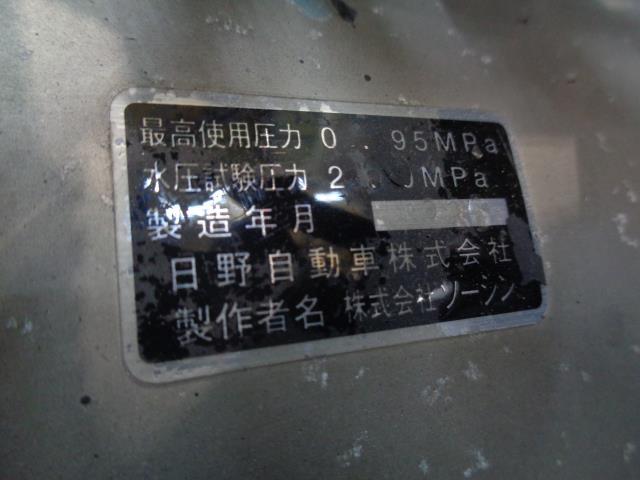 最高使用圧力 0.95MPa
水圧試験圧力 2. MPa
製造年月
日野自動車株式会社
製作者名 株式会社ソーシン